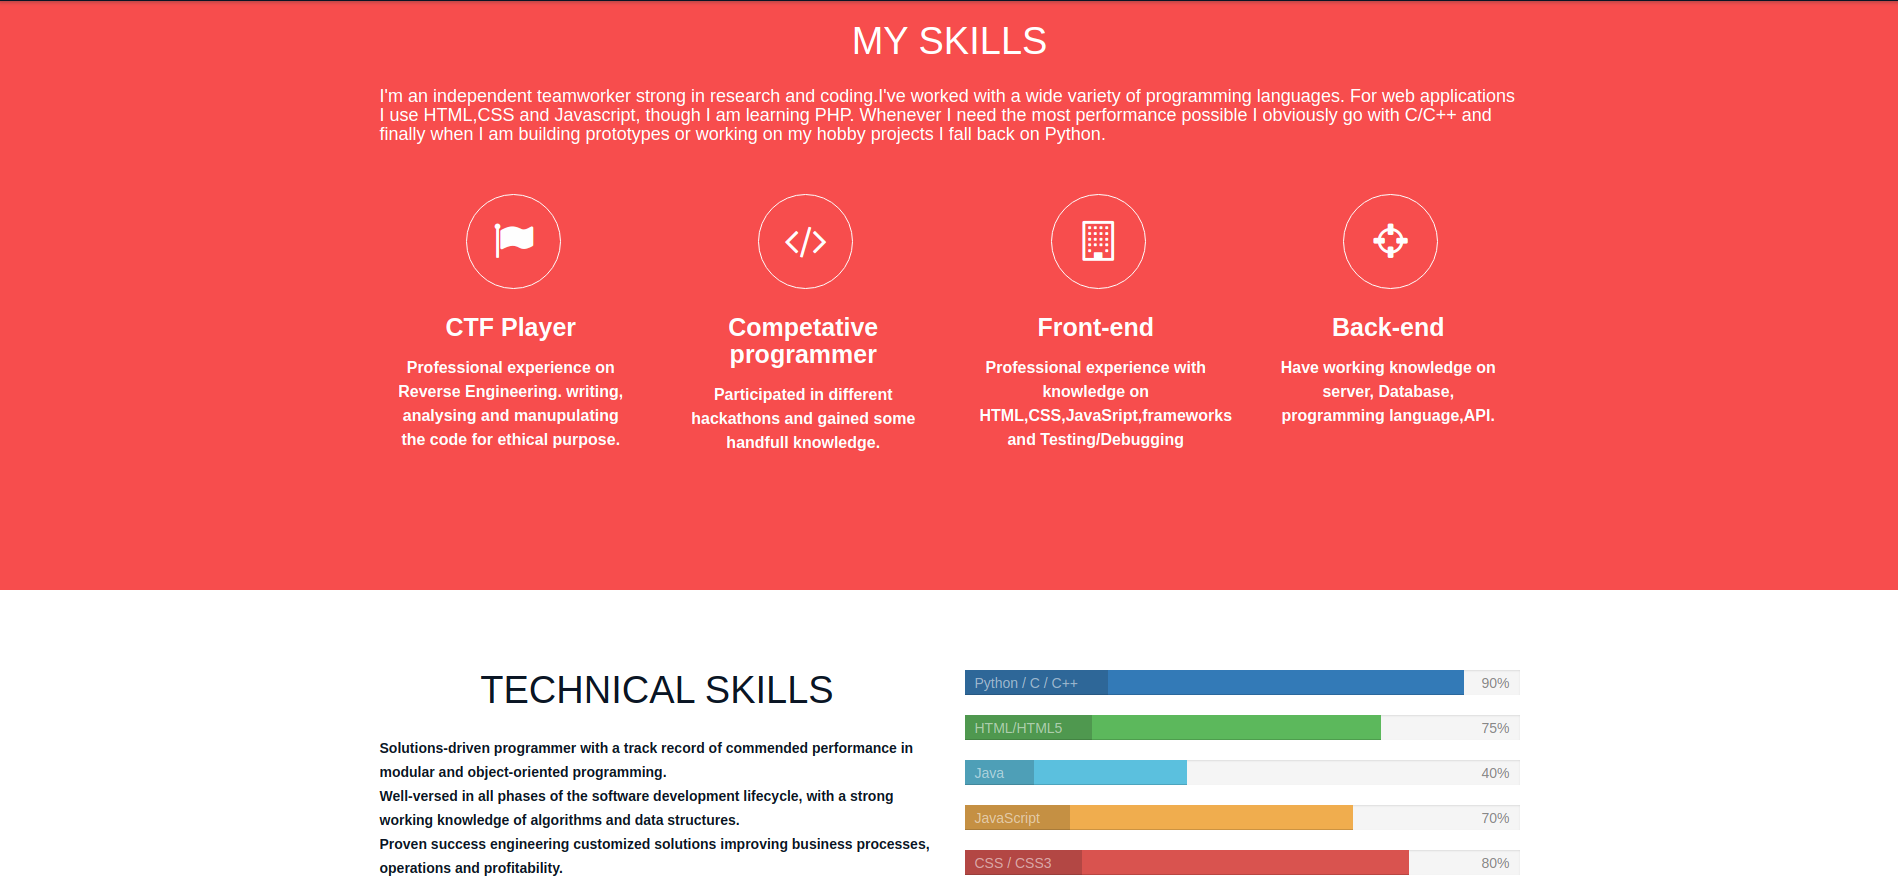 MY SKILLS
I'm an independent teamworker strong in research and coding.I've worked with a wide variety of programming languages. For web applications
I use HTML,CSS and Javascript, though I am learning PHP. Whenever I need the most performance possible I obviously go with C/C++ and
finally when I am building prototypes or working on my hobby projects I fall back on Python.
CTF Player
Professional experience on
Reverse Engineering. writing,
analysing and manupulating
the code for ethical purpose.
Competative
programmer
Participated in different
hackathons and gained some
handfull knowledge.
Front-end
Professional experience with
knowledge on
HTML,CSS,JavaSript,frameworks
and Testing/Debugging
Back-end
Have working knowledge on
server, Database,
programming language,API.
TECHNICAL SKILLS
Solutions-driven programmer with a track record of commended performance in
modular and object-oriented programming.
Well-versed in all phases of the software development lifecycle, with a strong
working knowledge of algorithms and data structures.
Proven success engineering customized solutions improving business processes,
operations and profitability.
Python / C / C++ 90%
HTML/HTML5 75%
Java 40%
JavaScript 70%
CSS / CSS3 80%